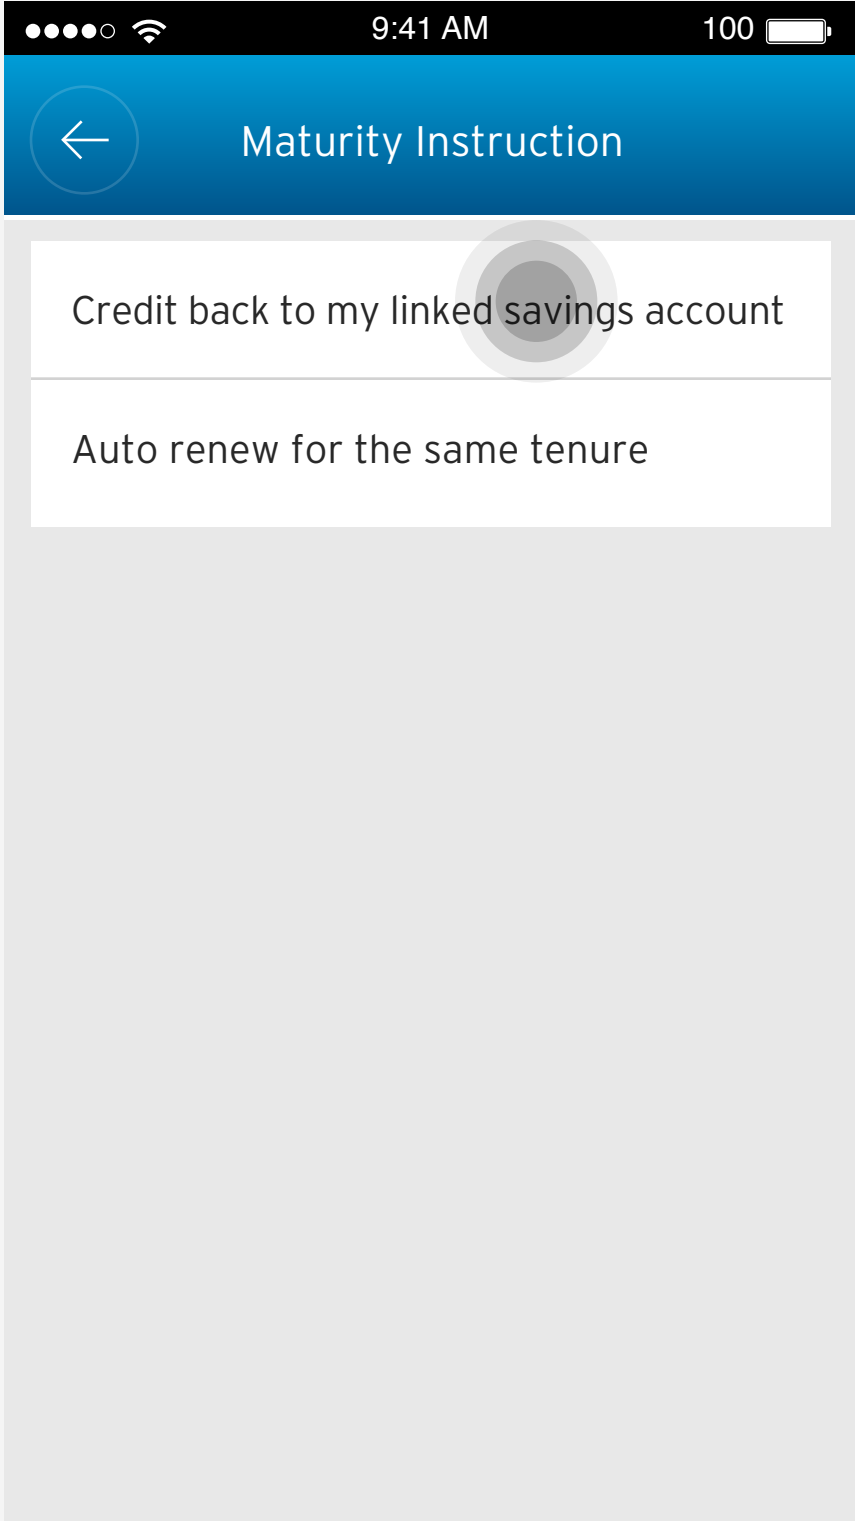 9:41 AM 100
Maturity Instruction
Credit back to my linked savings account
Auto renew for the same tenure